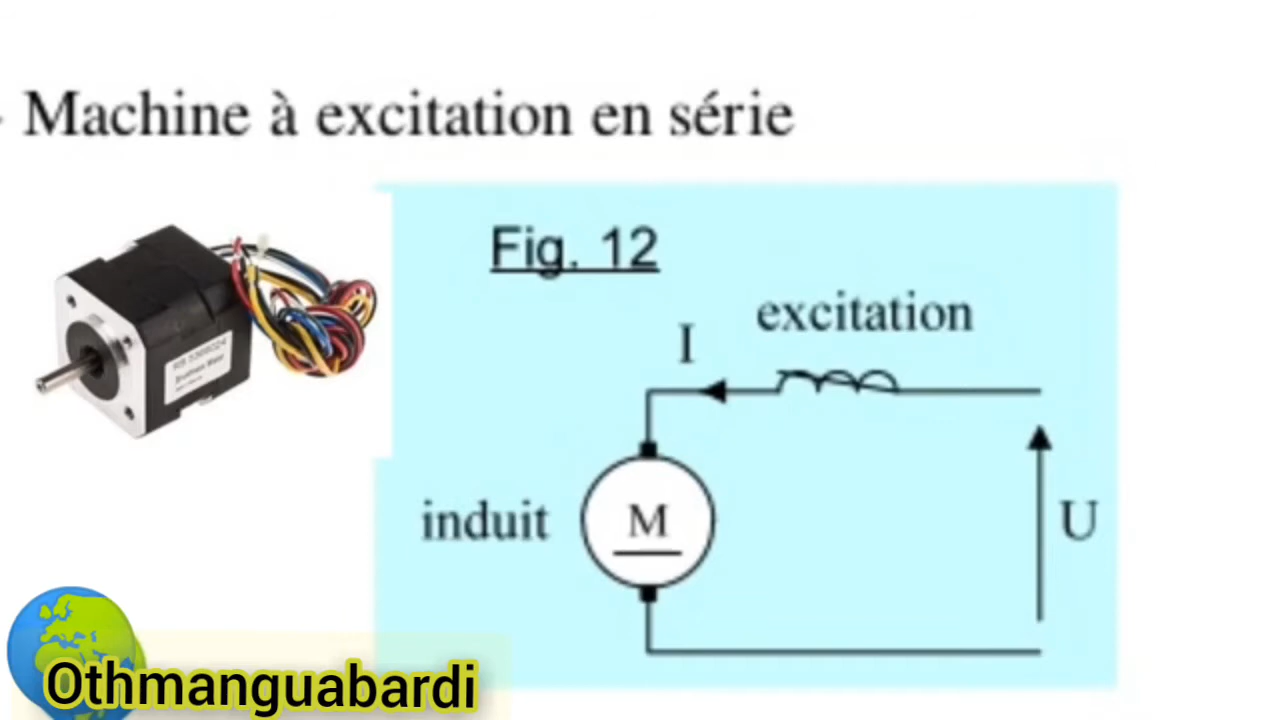 Machine à excitation en série
Fig. 12
excitation
I
induit
M
U
Othmanguabardi